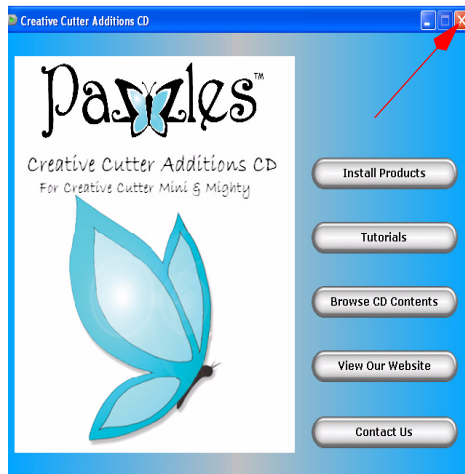 Creative Cutter Additions CD
Pazzles™
Creative Cutter Additions CD
For Creative Cutter Mini & Mighty
Install Products
Tutorials
Browse CD Contents
View Our Website
Contact Us